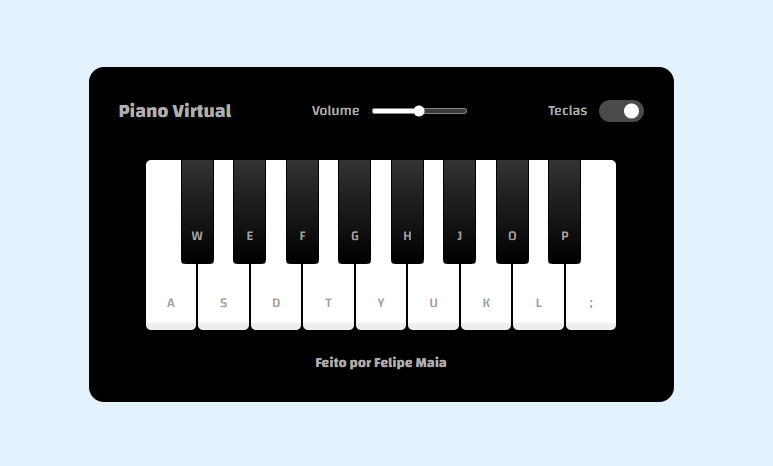 Piano Virtual
Volume
Teclas
W E F G H J O P
A S D T Y U K L ;
Feito por Felipe Maia